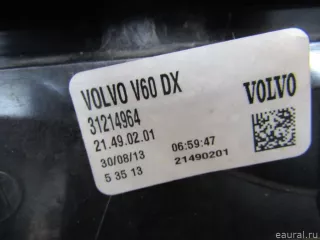 VOLVO V60 DX
VOLVO
31214964
21.49.02.01
30/08/13 06:59:47
5 35 13 21490201
eaural.ru